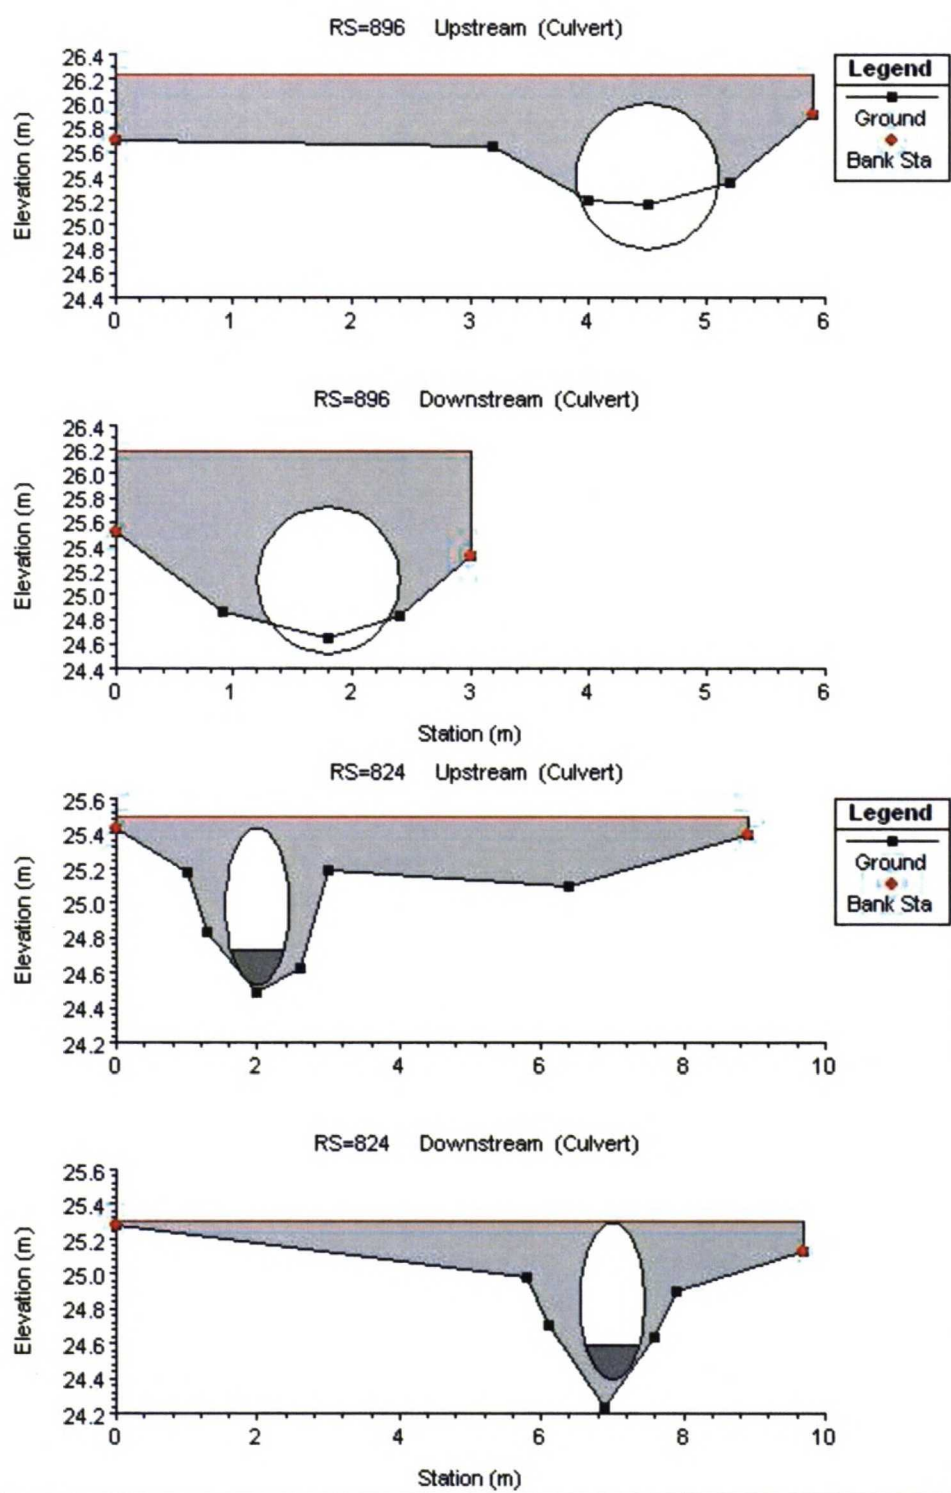 RS=896 Upstream (Culvert)
Elevation (m)
26.4
26.2
26.0
25.8
25.6
25.4
25.2
25.0
24.8
24.6
24.4
0 1 2 3 4 5 6
Legend
Ground
Bank Sta
RS=896 Downstream (Culvert)
Elevation (m)
26.4
26.2
26.0
25.8
25.6
25.4
25.2
25.0
24.8
24.6
24.4
0 1 2 3 4 5 6
Station (m)
RS=824 Upstream (Culvert)
Elevation (m)
25.6
25.4
25.2
25.0
24.8
24.6
24.4
24.2
0 2 4 6 8 10
Legend
Ground
Bank Sta
RS=824 Downstream (Culvert)
Elevation (m)
25.6
25.4
25.2
25.0
24.8
24.6
24.4
24.2
0 2 4 6 8 10
Station (m)